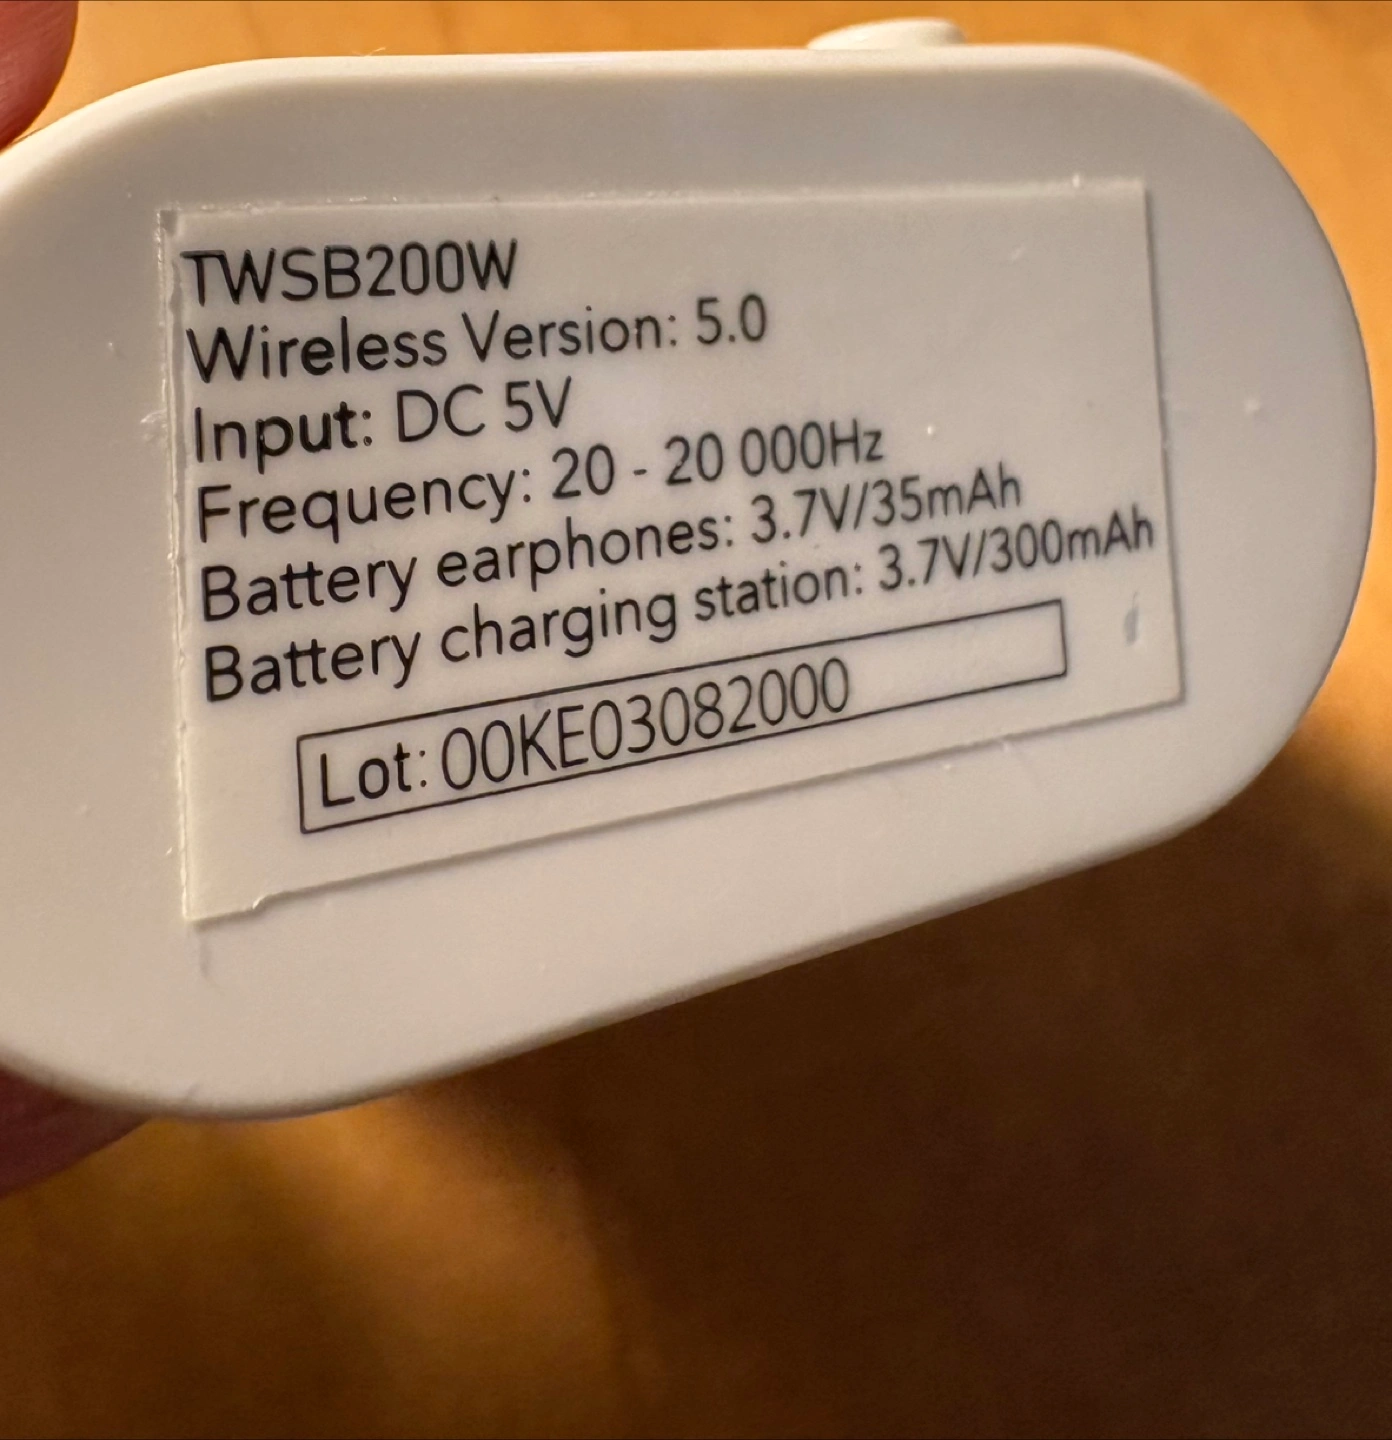 TWSB200W
Wireless Version: 5.0
Input: DC 5V
Frequency: 20 - 20 000Hz
Battery earphones: 3.7V/35mAh
Battery charging station: 3.7V/300mAh
Lot: 00KE03082000